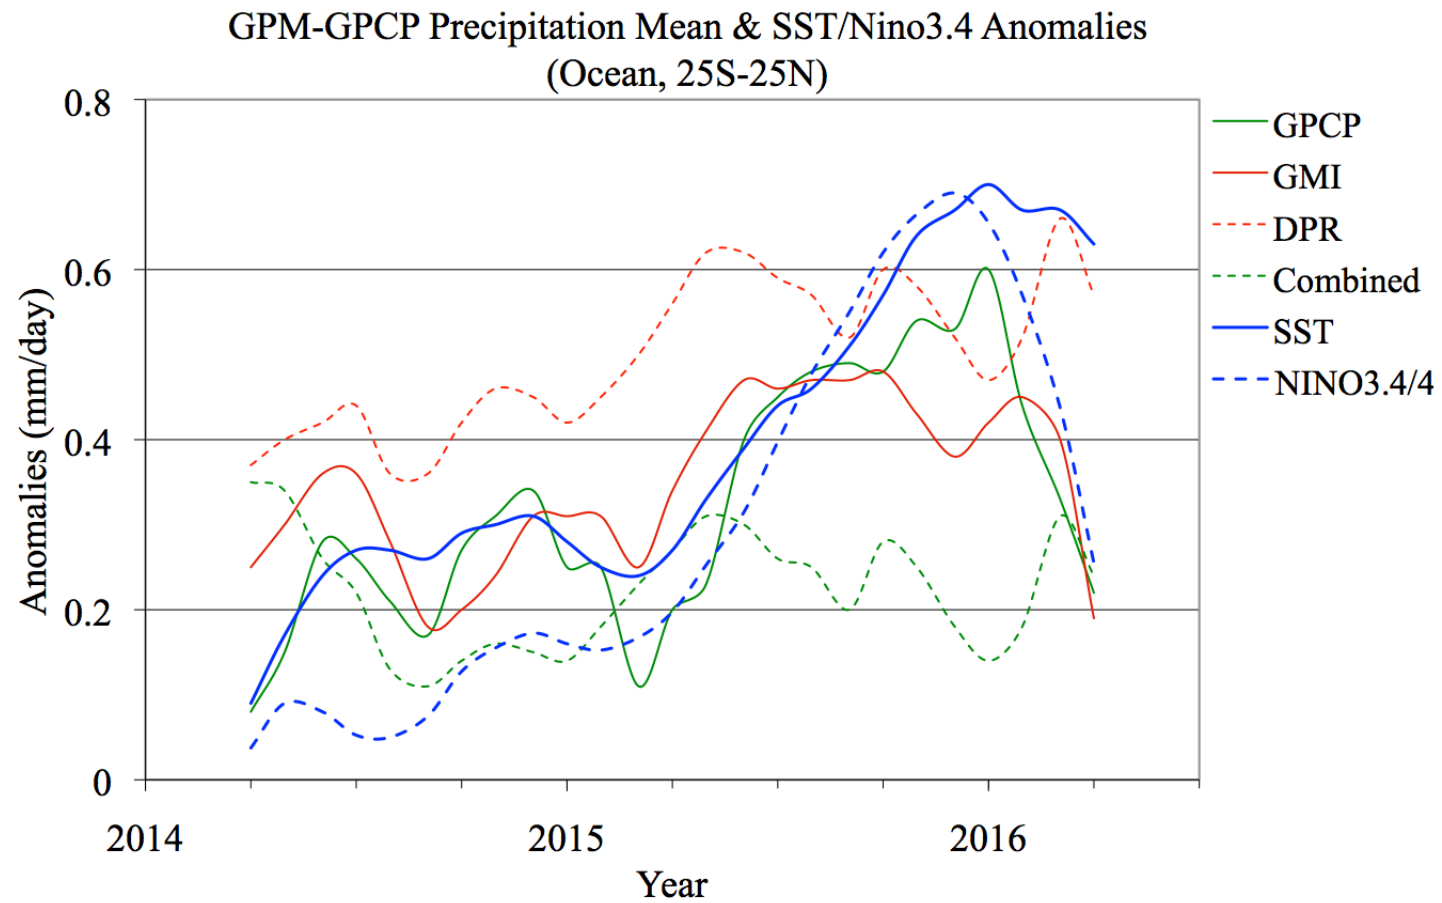 GPM-GPCP Precipitation Mean & SST/Nino3.4 Anomalies
(Ocean, 25S-25N)
Anomalies (mm/day)
0.8
0.6
0.4
0.2
0
2014
2015
2016
Year
GPCP
GMI
DPR
Combined
SST
NINO3.4/4